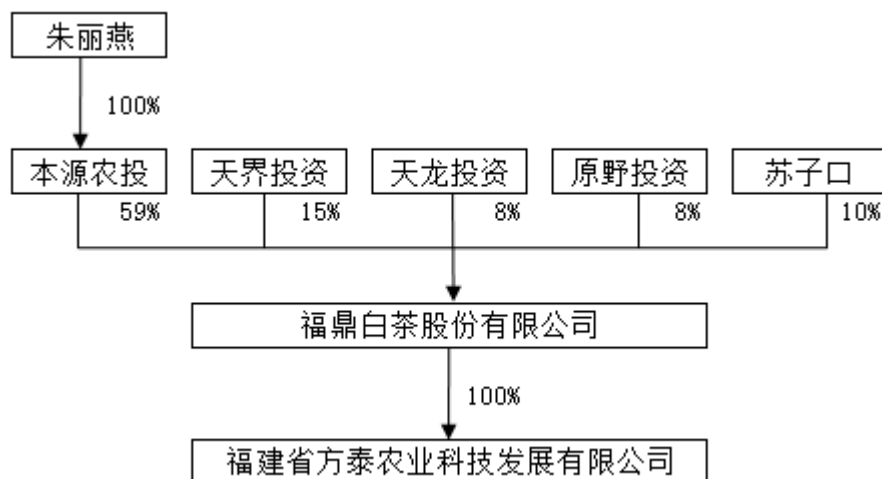 朱丽燕
100%
本源农投 天界投资 天龙投资 原野投资 苏子口
59% 15% 8% 8% 10%
福鼎白茶股份有限公司
100%
福建省方泰农业科技发展有限公司